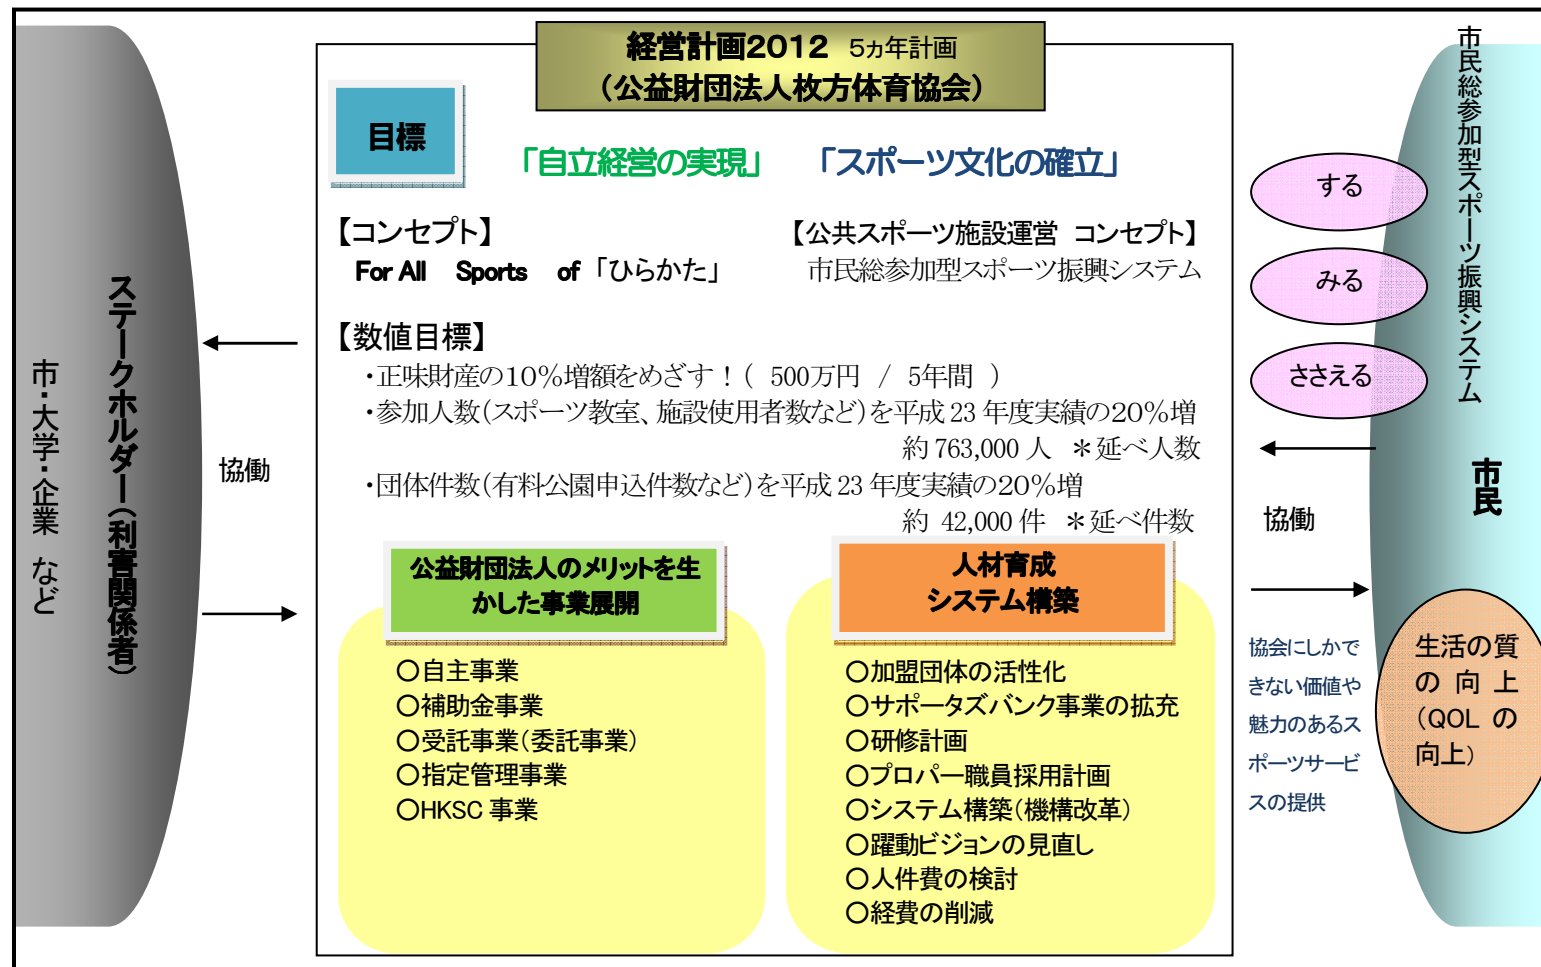 経営計画2012 5ヵ年計画
(公益財団法人枚方体育協会)
目標
「自立経営の実現」 「スポーツ文化の確立」
【コンセプト】
For All Sports of「ひらかた」
【公共スポーツ施設運営 コンセプト】
市民総参加型スポーツ振興システム
【数値目標】
・正味財産の10%増額をめざす！( 500万円 / 5年間 )
・参加人数(スポーツ教室、施設使用者数など)を平成23年度実績の20%増
約763,000人 *延べ人数
・団体件数(有料公園申込件数など)を平成23年度実績の20%増
約 42,000件 *延べ件数
公益財団法人のメリットを生
かした事業展開
〇自主事業
〇補助金事業
〇受託事業(委託事業)
〇指定管理事業
〇HKSC事業
人材育成
システム構築
〇加盟団体の活性化
〇サポータズバンク事業の拡充
〇研修計画
〇プロパー職員採用計画
〇システム構築(機構改革)
〇躍動ビジョンの見直し
〇人件費の検討
〇経費の削減
ステークホルダー(利害関係者)
市・大学・企業 など
協働
市民総参加型スポーツ振興システム
する
みる
ささえる
市民
協働
協会にしかで
きない価値や
魅力のあるス
ポーツサービ
スの提供
生活の質
の向上
(QOLの
向上)